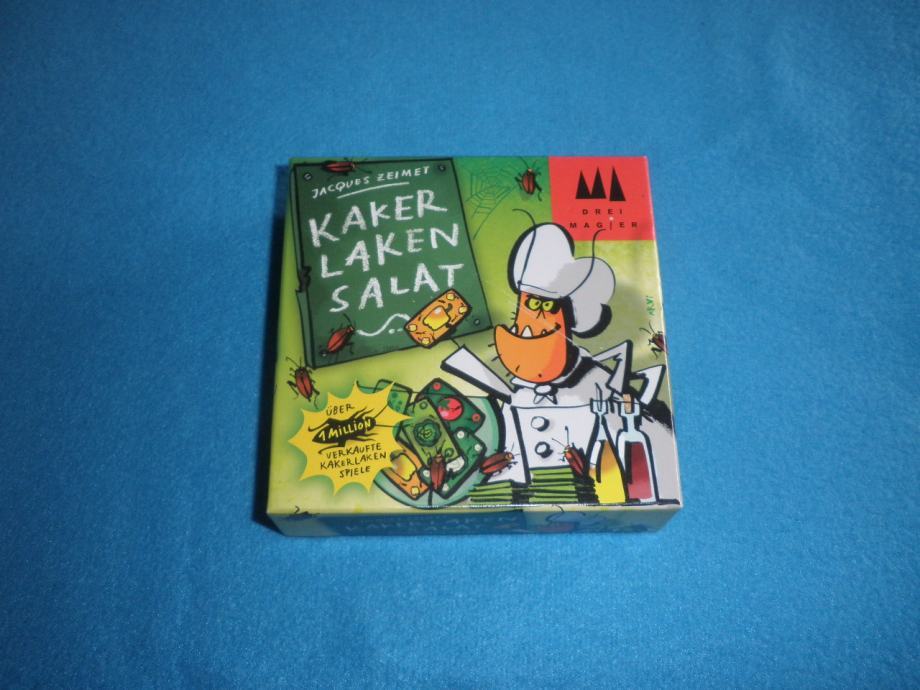 JACQUES ZEIMET
KAKER
LAKEN
SALAT
DREI
MAGIER
ÜBER
1 MILLION
VERKAUFTE
KAKERLAKEN
SPIELE